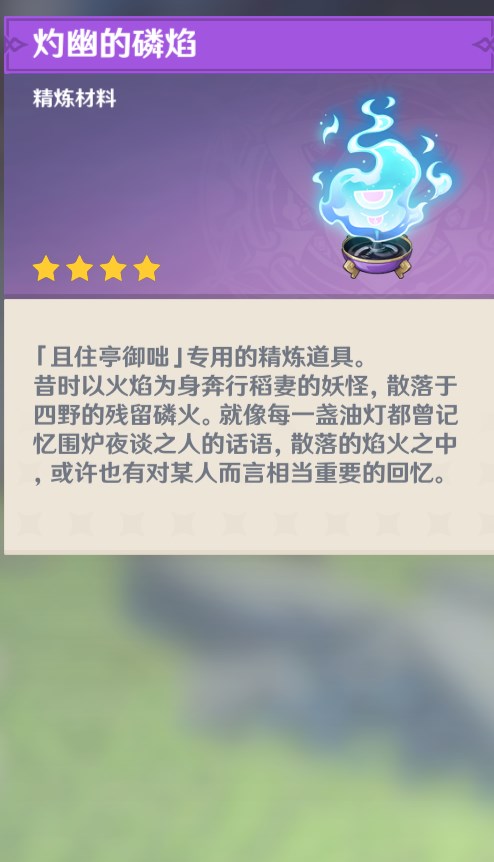 灼幽的磷焰
精炼材料
「且住亭御咄」专用的精炼道具。
昔时以火焰为身奔行稻妻的妖怪，散落于
四野的残留磷火。就像每一盏油灯都曾记
忆围炉夜谈之人的话语，散落的焰火之中
，或许也有对某人而言相当重要的回忆。